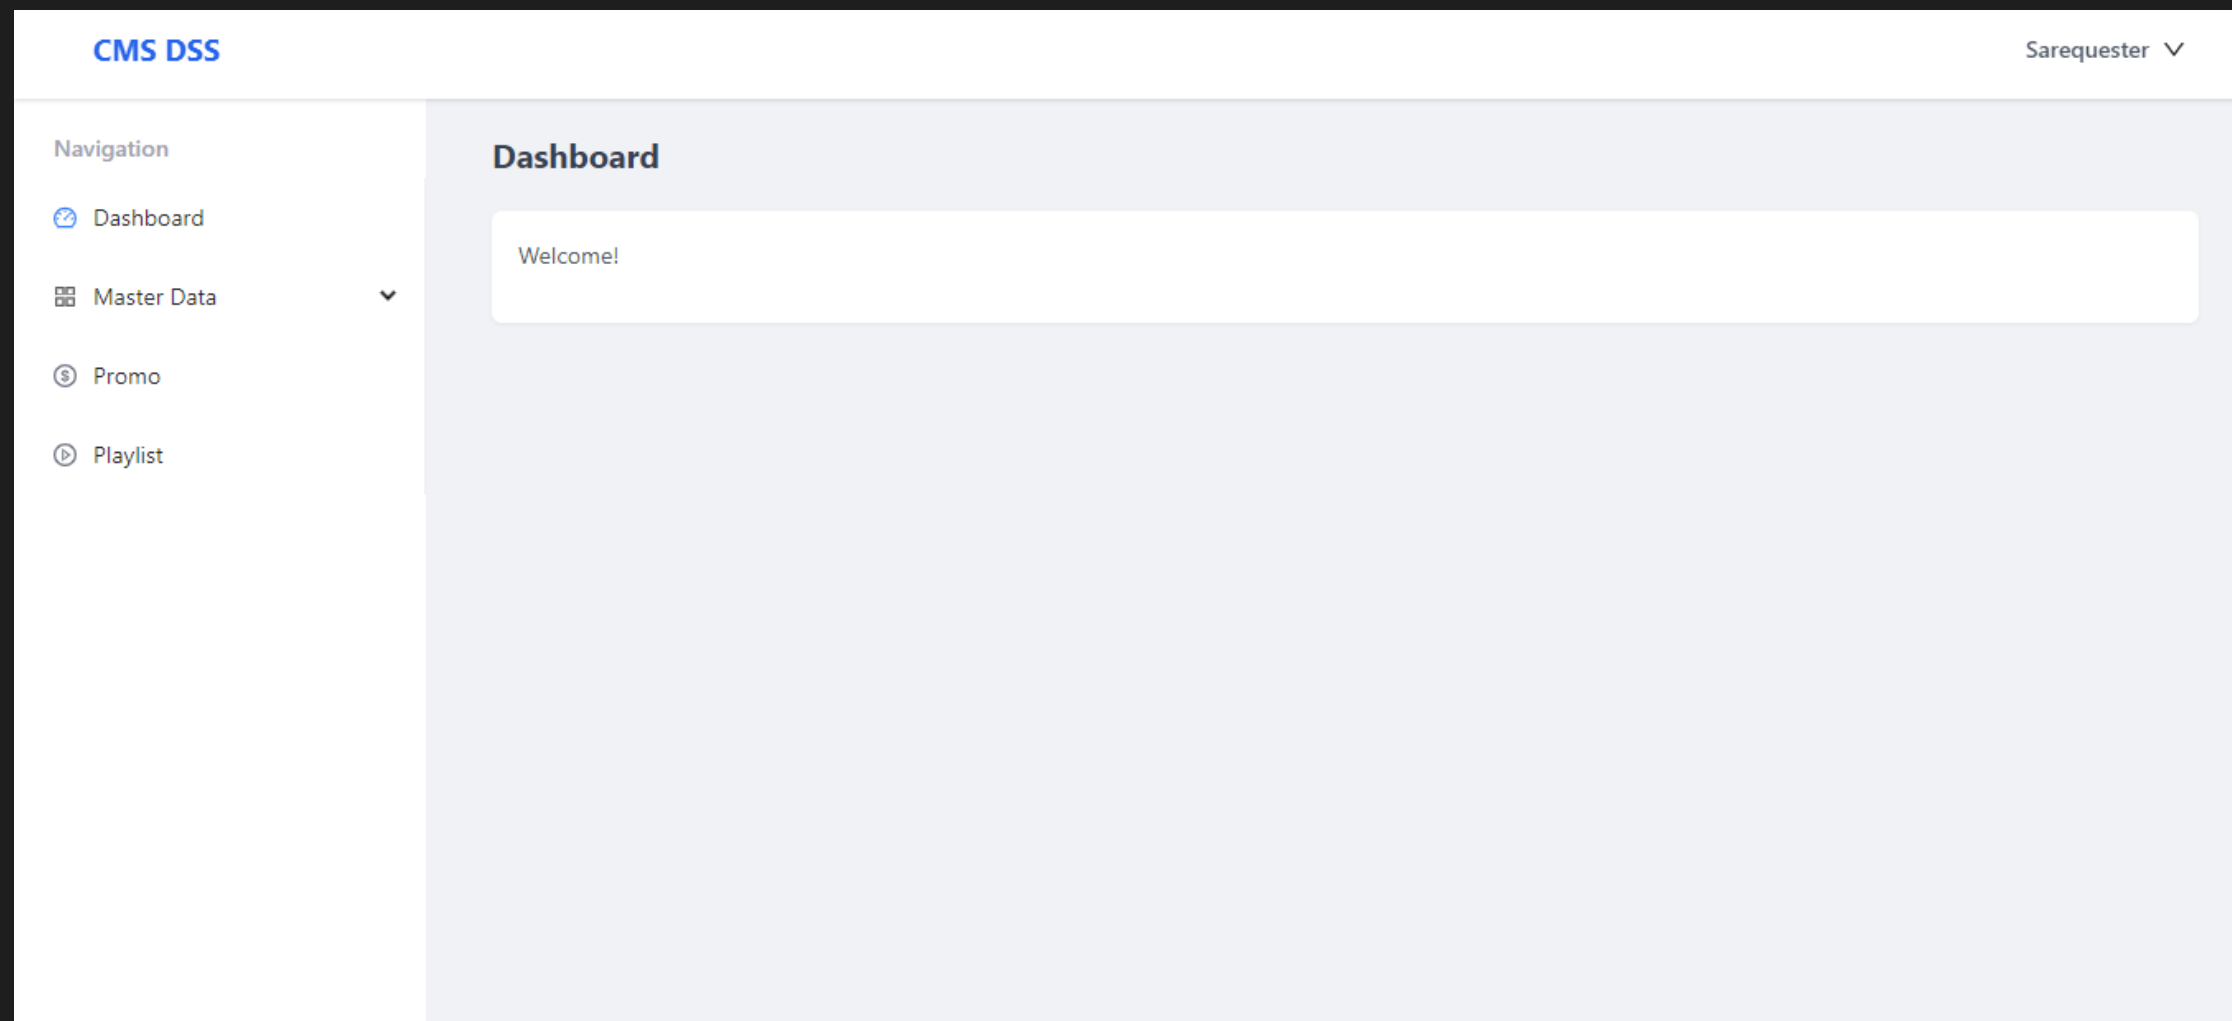 CMS DSS
Sarequester
Navigation
Dashboard
Master Data
Promo
Playlist
Dashboard
Welcome!